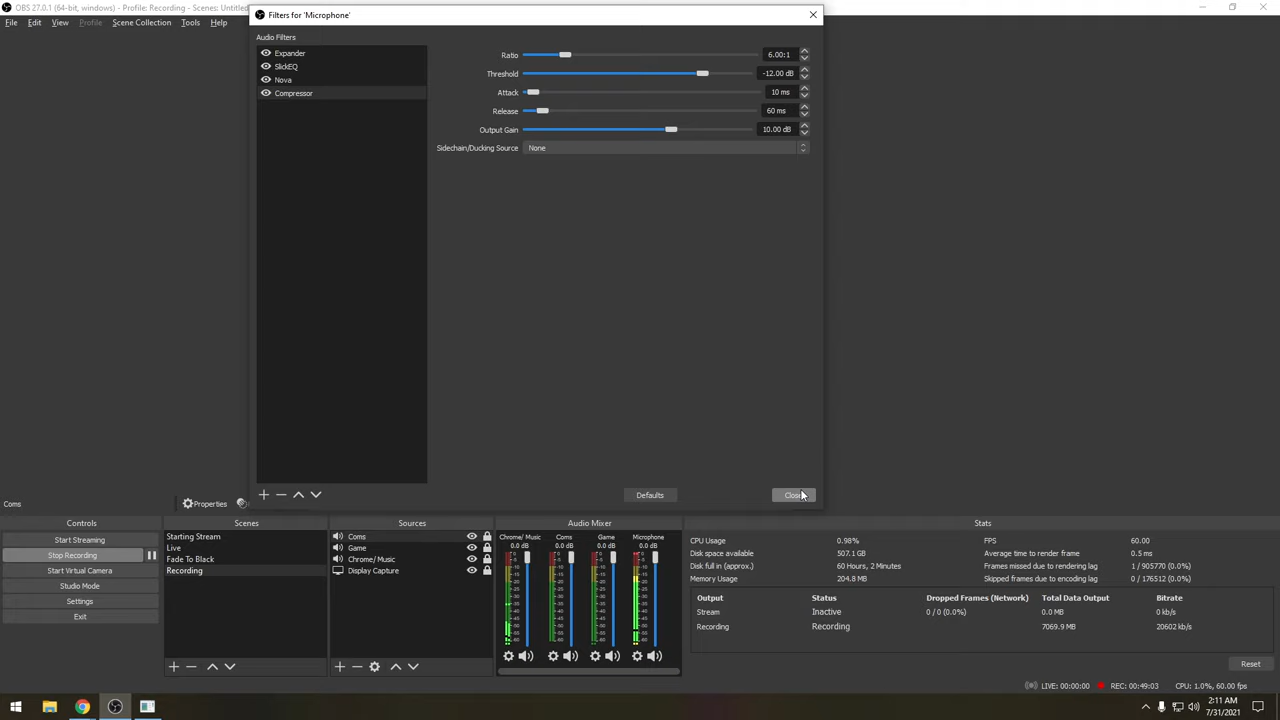 OBS 27.0.1 (64-bit, windows) - Profile: Recording - Scenes: Untitled
File Edit View Profile Scene Collection Tools Help
Filters for 'Microphone'
Audio Filters
Expander
SlickEQ
Nova
Compressor
Ratio 6.00:1
Threshold -12.00 dB
Attack 10 ms
Release 60 ms
Output Gain 10.00 dB
Sidechain/Ducking Source None
Defaults Close
Coms Properties
Controls
Start Streaming
Stop Recording
Start Virtual Camera
Studio Mode
Settings
Exit
Scenes
Starting Stream
Live
Fade To Black
Recording
Sources
Coms
Game
Chrome/ Music
Display Capture
Audio Mixer
Chrome/ Music Coms Game Microphone
0.0 dB 0.0 dB 0.0 dB 0.0 dB
Stats
CPU Usage 0.98%
Disk space available 507.1 GB
Disk full in (approx.) 60 Hours, 2 Minutes
Memory Usage 204.8 MB
FPS 60.00
Average time to render frame 0.5 ms
Frames missed due to rendering lag 1 / 905770 (0.0%)
Skipped frames due to encoding lag 0 / 176512 (0.0%)
Output Status Dropped Frames (Network) Total Data Output Bitrate
Stream Inactive 0 / 0 (0.0%) 0.0 MB 0 kb/s
Recording Recording 7069.9 MB 20602 kb/s
Reset
LIVE: 00:00:00 REC: 00:49:03 CPU: 1.0%, 60.00 fps
2:11 AM
7/31/2021